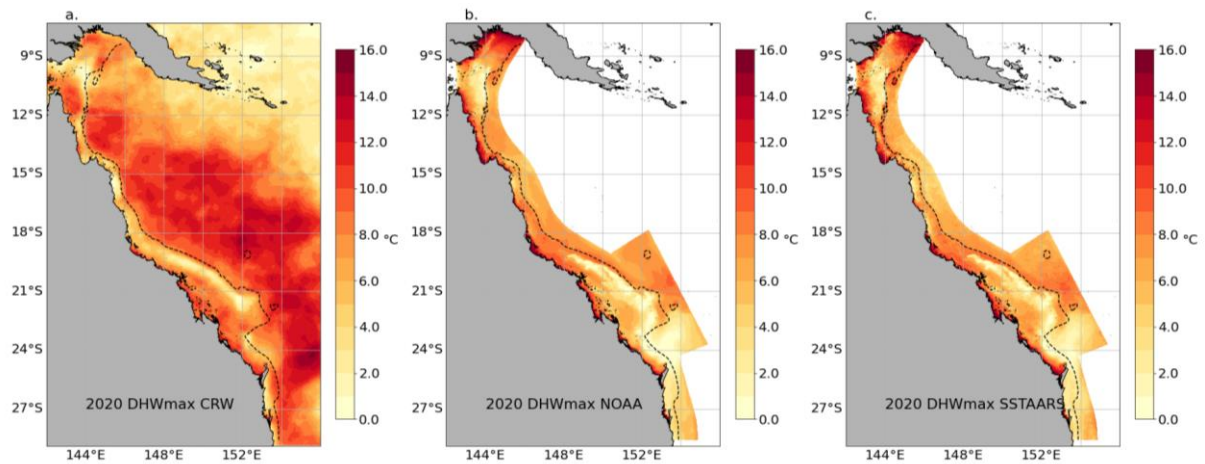 a.
9°S
12°S
15°S
18°S
21°S
24°S
27°S
144°E
148°E
152°E
2020 DHWmax CRW
16.0
14.0
12.0
10.0
8.0
6.0
4.0
2.0
0.0
°C
b.
9°S
12°S
15°S
18°S
21°S
24°S
27°S
144°E
148°E
152°E
2020 DHWmax NOAA
16.0
14.0
12.0
10.0
8.0
6.0
4.0
2.0
0.0
°C
c.
9°S
12°S
15°S
18°S
21°S
24°S
27°S
144°E
148°E
152°E
2020 DHWmax SSTAARS
16.0
14.0
12.0
10.0
8.0
6.0
4.0
2.0
0.0
°C